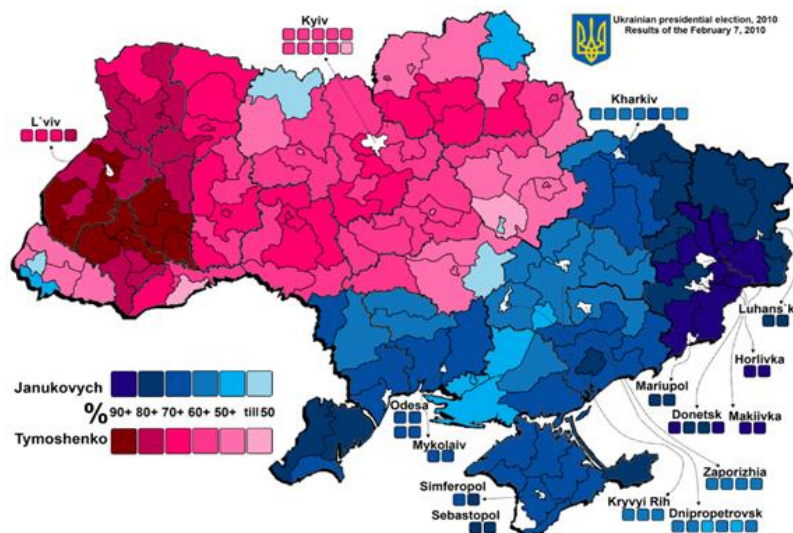 Ukrainian presidential election, 2010
Results of the February 7, 2010
Kyiv
Kharkiv
L`viv
Luhans`k
Horlivka
Mariupol
Donetsk
Makiivka
Janukovych
% 90+ 80+ 70+ 60+ 50+ till 50
Tymoshenko
Odesa
Mykolaiv
Zaporizhia
Simferopol
Kryvyi Rih
Sebastopol
Dnipropetrovsk